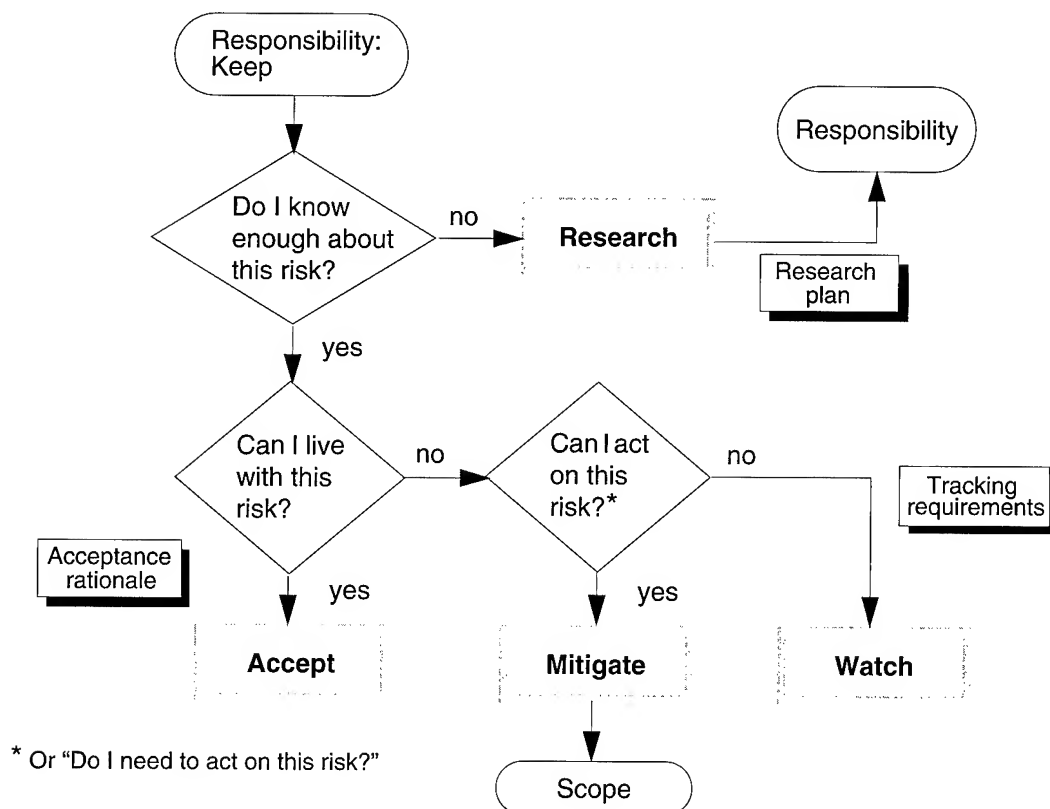 Responsibility:
Keep
Responsibility
Do I know
enough about
this risk?
no
Research
Research
plan
yes
Can I live
with this
risk?
no
Can I act
on this
risk?*
no
Tracking
requirements
Acceptance
rationale
yes
yes
Accept
Mitigate
Watch
* Or “Do I need to act on this risk?”
Scope